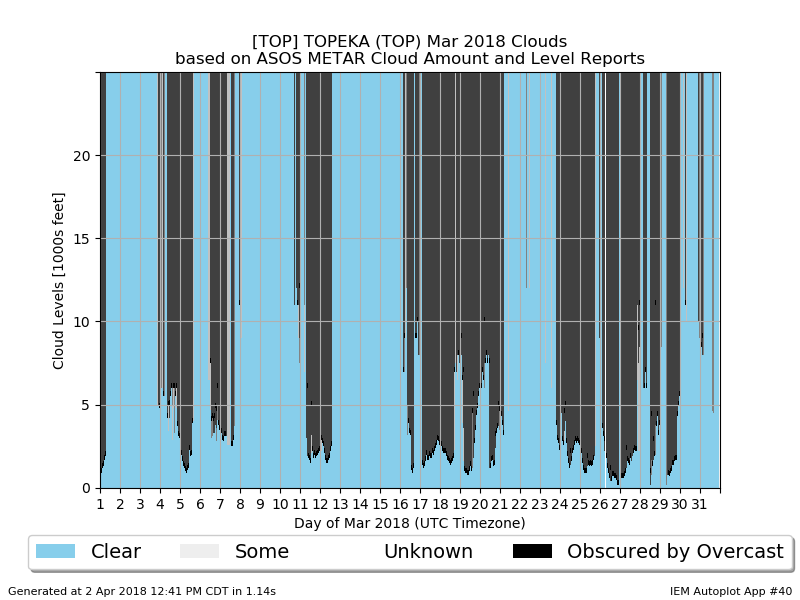 [TOP] TOPEKA (TOP) Mar 2018 Clouds
based on ASOS METAR Cloud Amount and Level Reports
Cloud Levels [1000s feet]
20
15
10
5
0
1 2 3 4 5 6 7 8 9 10 11 12 13 14 15 16 17 18 19 20 21 22 23 24 25 26 27 28 29 30 31
Day of Mar 2018 (UTC Timezone)
Clear Some Unknown Obscured by Overcast
Generated at 2 Apr 2018 12:41 PM CDT in 1.14s IEM Autoplot App #40